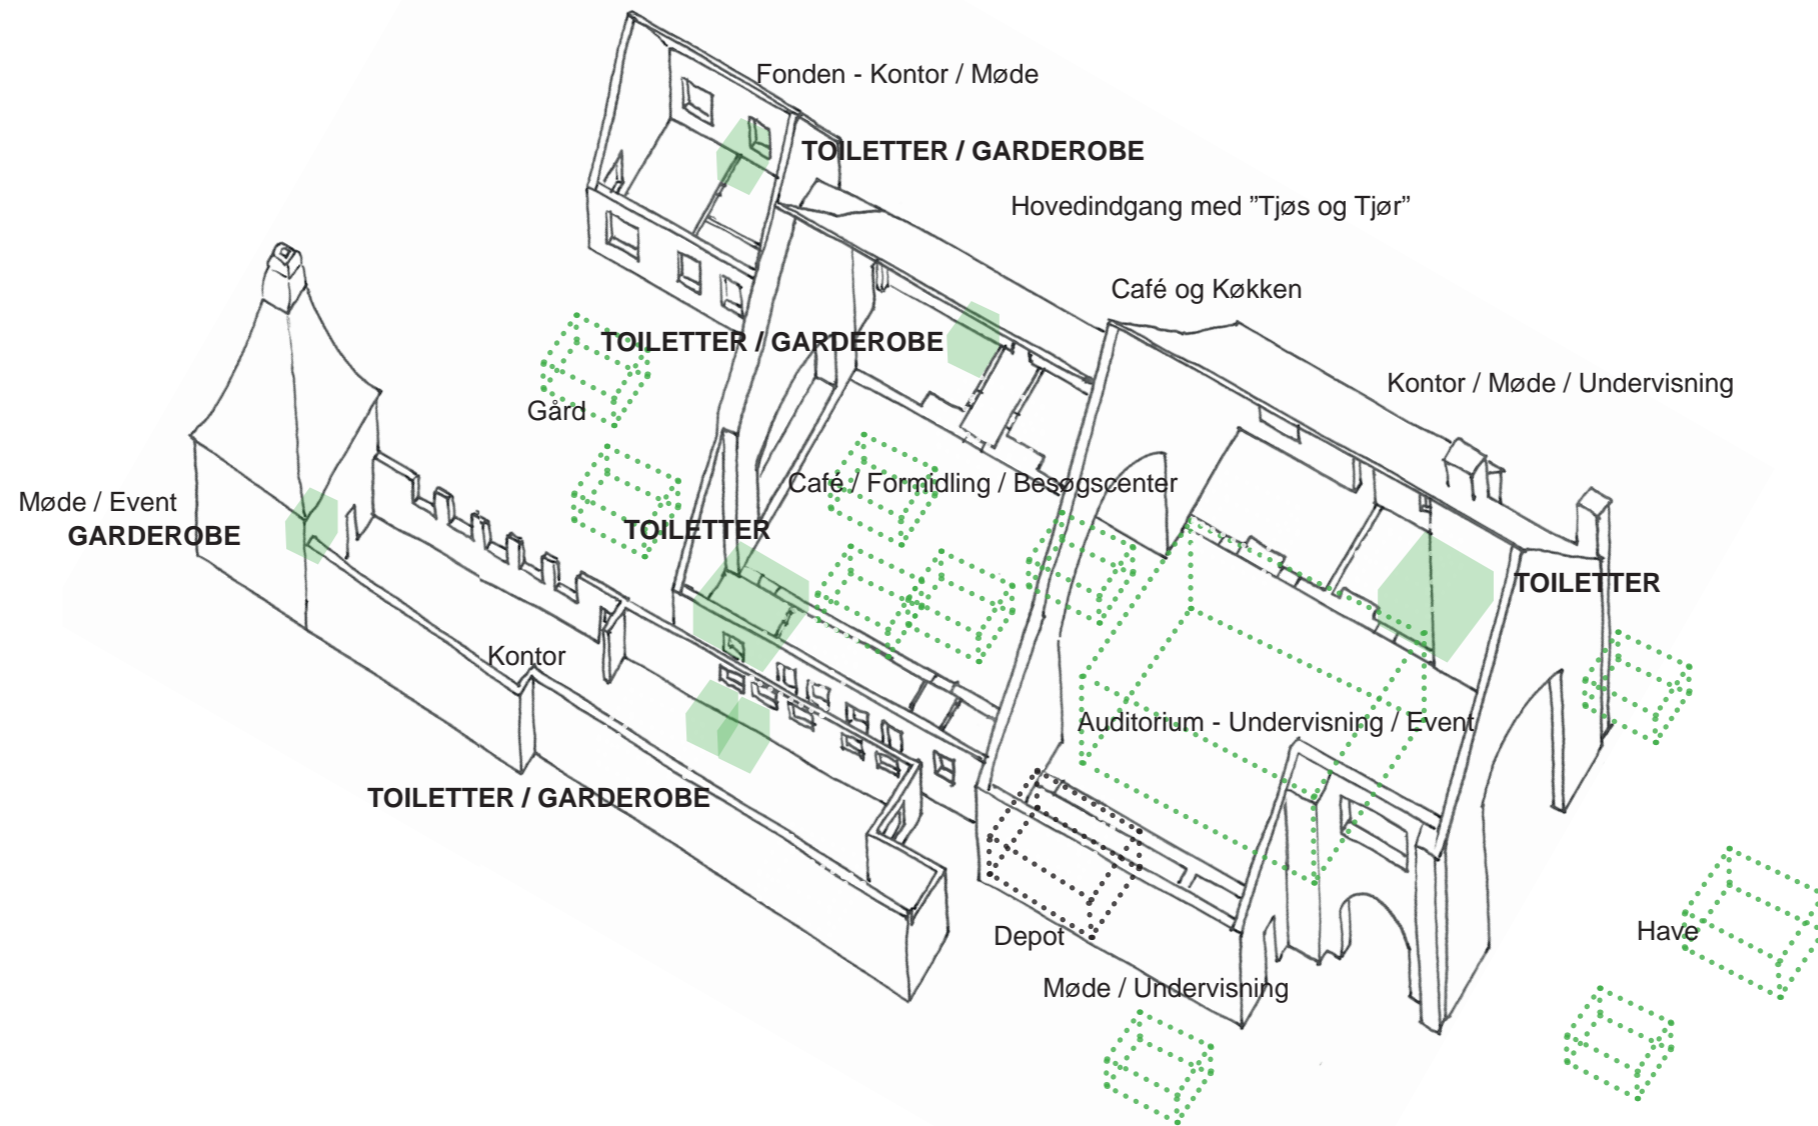 Fonden - Kontor / Møde
TOILETTER / GARDEROBE
Hovedindgang med ”Tjøs og Tjør”
Café og Køkken
TOILETTER / GARDEROBE
Kontor / Møde / Undervisning
Gård
Café / Formidling / Besøgscenter
Møde / Event
GARDEROBE
TOILETTER
TOILETTER
Kontor
Auditorium - Undervisning / Event
TOILETTER / GARDEROBE
Depot
Have
Møde / Undervisning